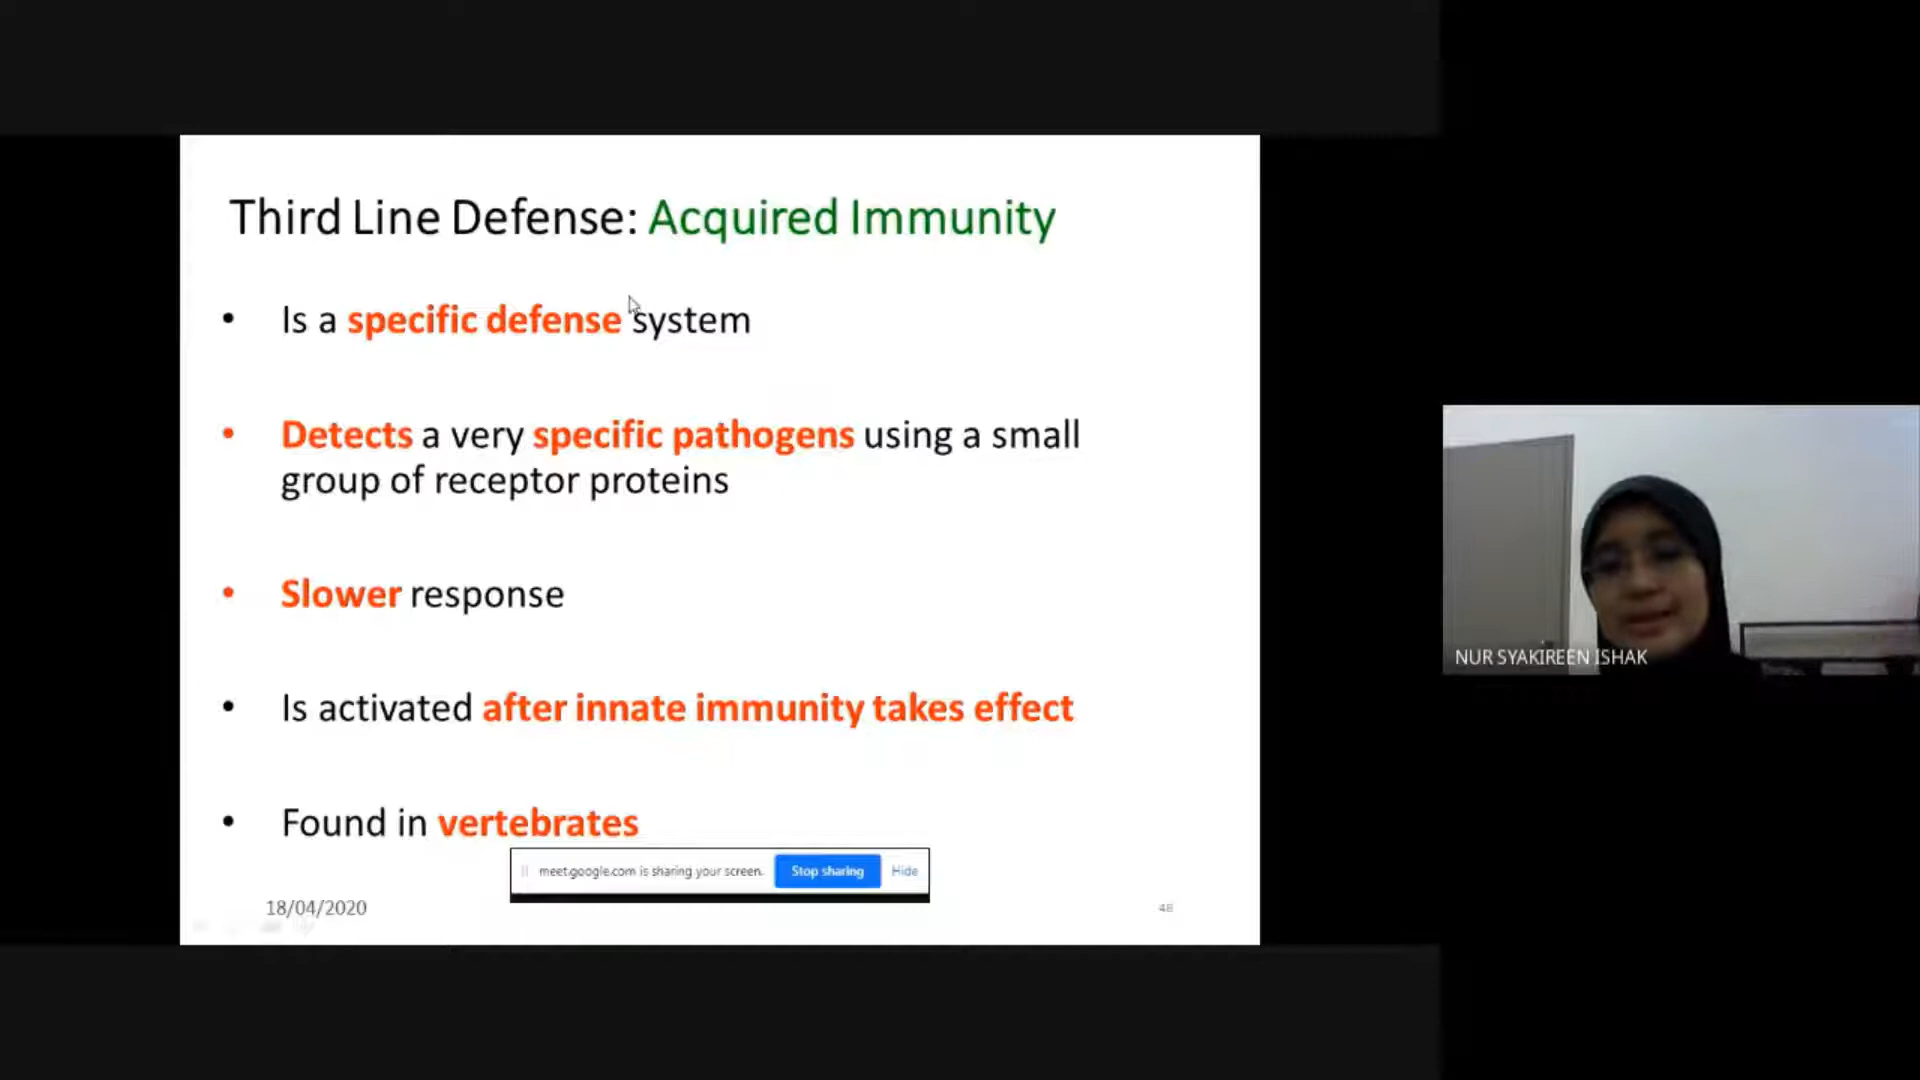 Third Line Defense: Acquired Immunity
• Is a specific defense system
• Detects a very specific pathogens using a small
group of receptor proteins
• Slower response
• Is activated after innate immunity takes effect
• Found in vertebrates
meet.google.com is sharing your screen. Stop sharing Hide
18/04/2020
48
NUR SYAKIREEN ISHAK